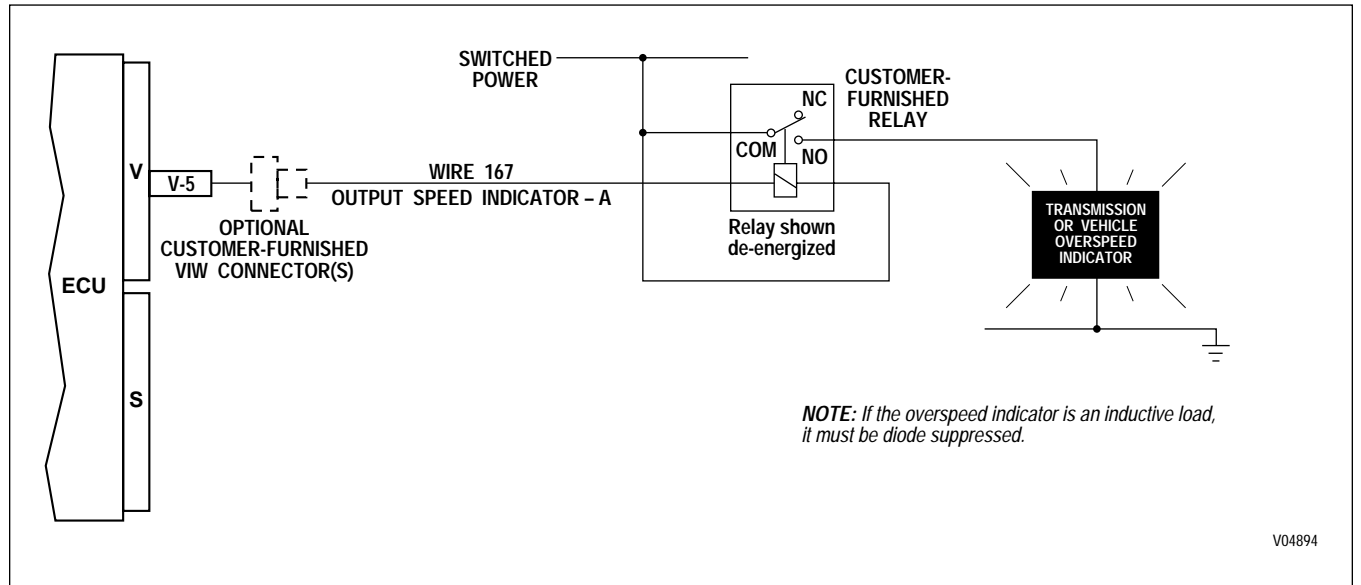 SWITCHED
POWER
CUSTOMER-
FURNISHED
RELAY
NC
COM
NO
V
V-5
WIRE 167
OUTPUT SPEED INDICATOR – A
OPTIONAL
CUSTOMER-FURNISHED
VIW CONNECTOR(S)
Relay shown
de-energized
TRANSMISSION
OR VEHICLE
OVERSPEED
INDICATOR
ECU
S
NOTE: If the overspeed indicator is an inductive load,
it must be diode suppressed.
V04894